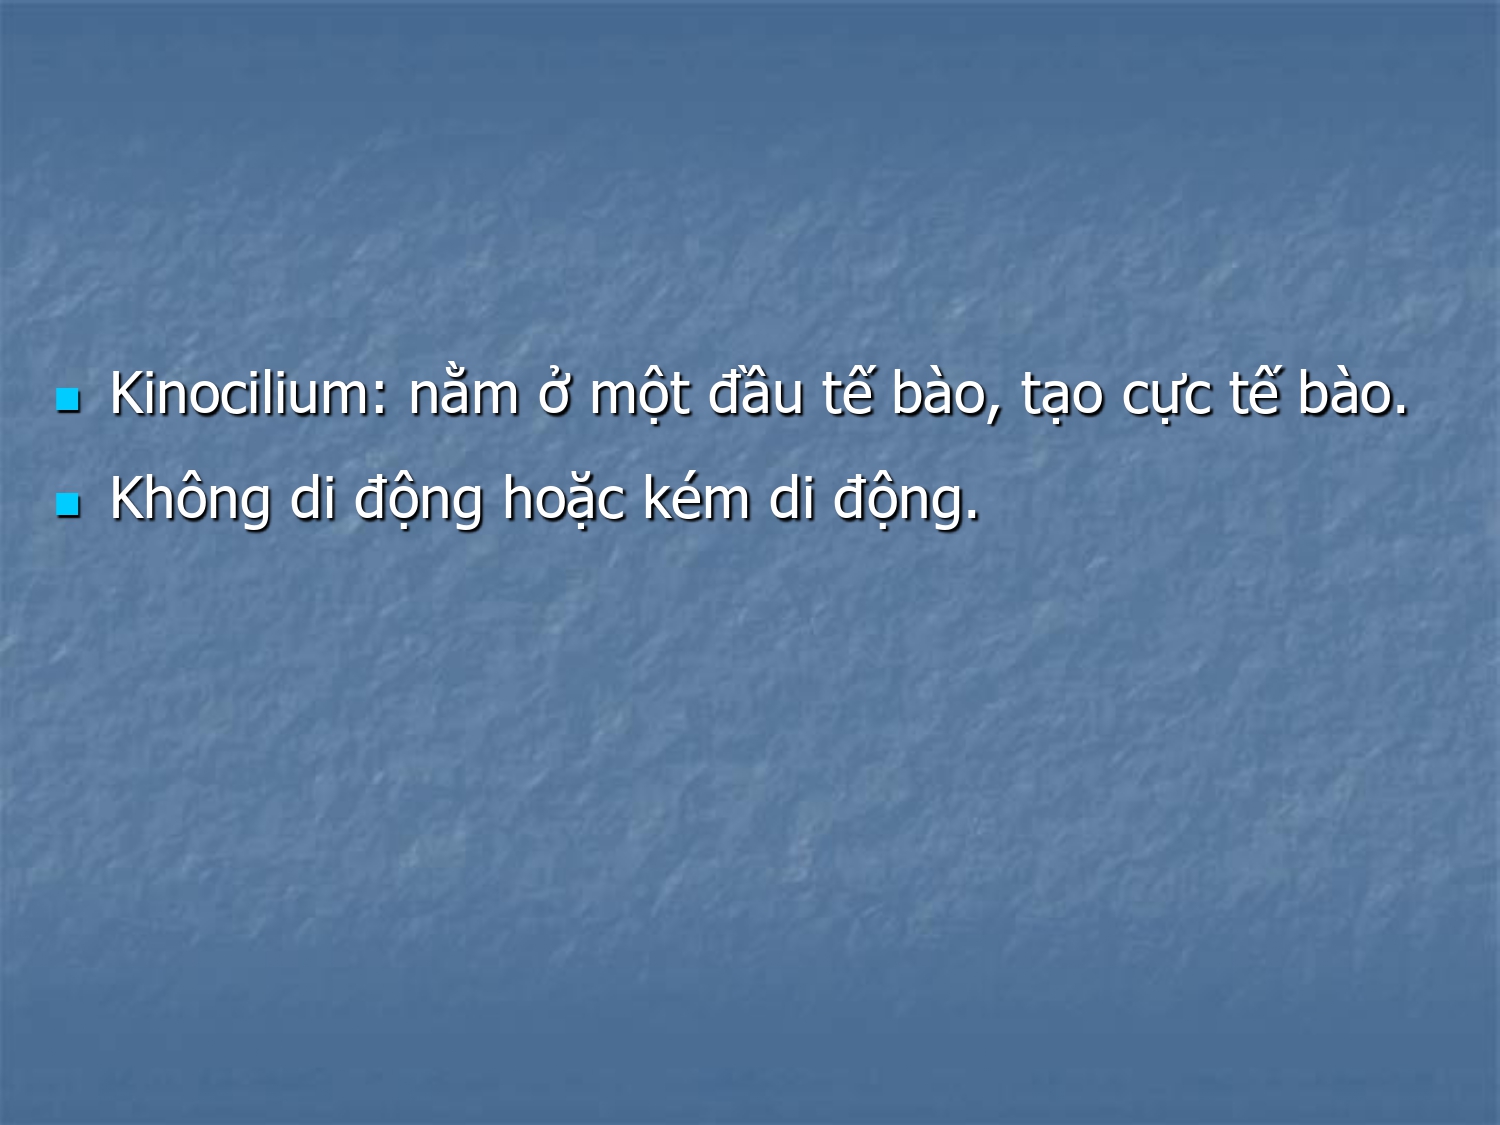 Kinocilium: nằm ở một đầu tế bào, tạo cực tế bào.
Không di động hoặc kém di động.